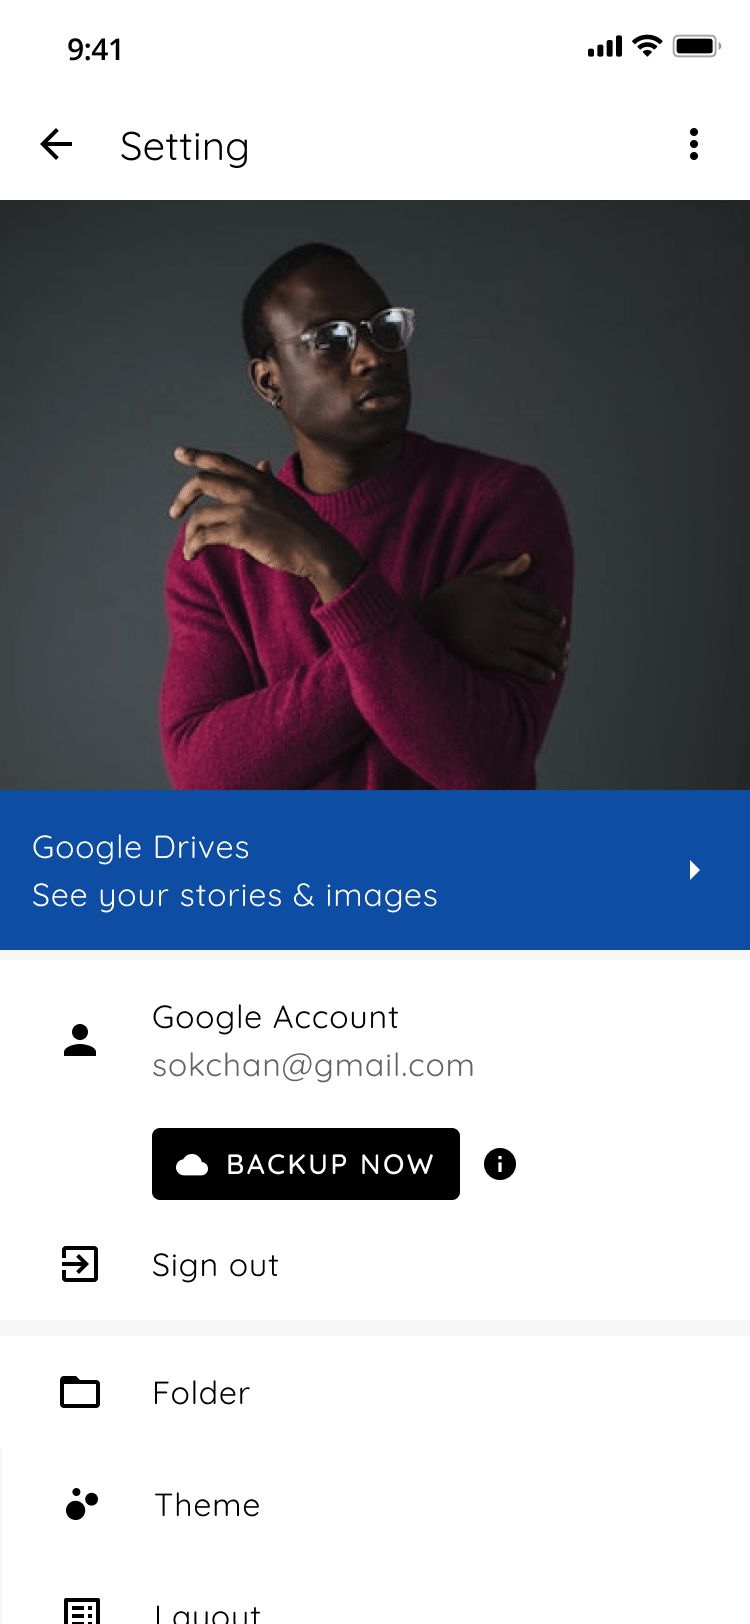 9:41
Setting
Google Drives
See your stories & images
Google Account
sokchan@gmail.com
BACKUP NOW
Sign out
Folder
Theme
Layout